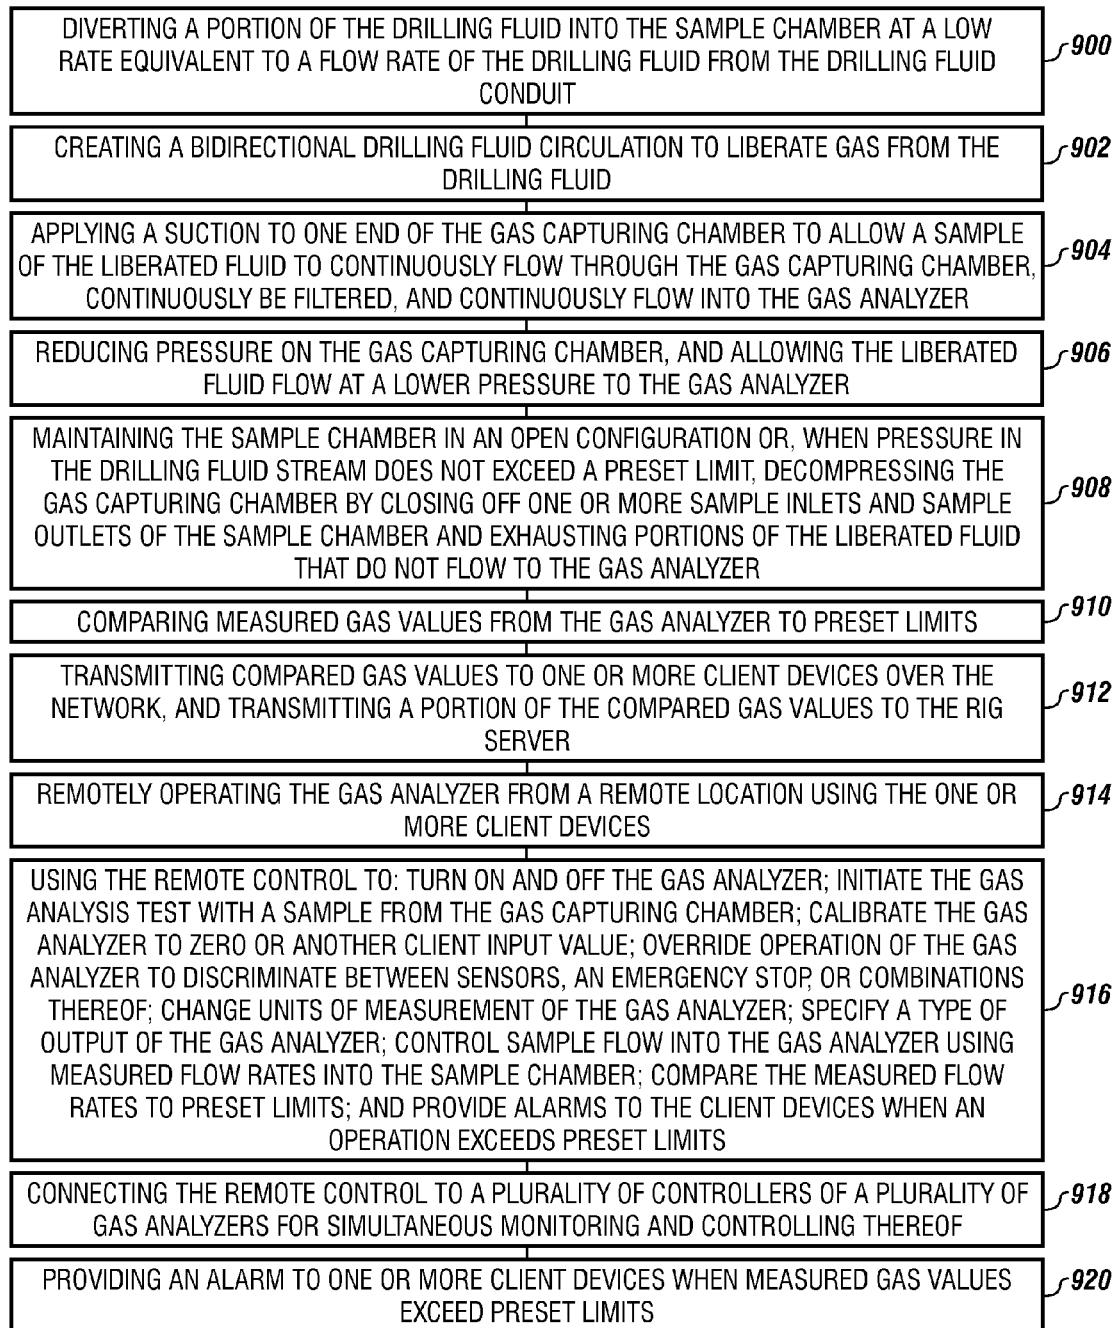 DIVERTING A PORTION OF THE DRILLING FLUID INTO THE SAMPLE CHAMBER AT A LOW
RATE EQUIVALENT TO A FLOW RATE OF THE DRILLING FLUID FROM THE DRILLING FLUID
CONDUIT
900
CREATING A BIDIRECTIONAL DRILLING FLUID CIRCULATION TO LIBERATE GAS FROM THE
DRILLING FLUID
902
APPLYING A SUCTION TO ONE END OF THE GAS CAPTURING CHAMBER TO ALLOW A SAMPLE
OF THE LIBERATED FLUID TO CONTINUOUSLY FLOW THROUGH THE GAS CAPTURING CHAMBER,
CONTINUOUSLY BE FILTERED, AND CONTINUOUSLY FLOW INTO THE GAS ANALYZER
904
REDUCING PRESSURE ON THE GAS CAPTURING CHAMBER, AND ALLOWING THE LIBERATED
FLUID FLOW AT A LOWER PRESSURE TO THE GAS ANALYZER
906
MAINTAINING THE SAMPLE CHAMBER IN AN OPEN CONFIGURATION OR, WHEN PRESSURE IN
THE DRILLING FLUID STREAM DOES NOT EXCEED A PRESET LIMIT, DECOMPRESSING THE
GAS CAPTURING CHAMBER BY CLOSING OFF ONE OR MORE SAMPLE INLETS AND SAMPLE
OUTLETS OF THE SAMPLE CHAMBER AND EXHAUSTING PORTIONS OF THE LIBERATED FLUID
THAT DO NOT FLOW TO THE GAS ANALYZER
908
COMPARING MEASURED GAS VALUES FROM THE GAS ANALYZER TO PRESET LIMITS
910
TRANSMITTING COMPARED GAS VALUES TO ONE OR MORE CLIENT DEVICES OVER THE
NETWORK, AND TRANSMITTING A PORTION OF THE COMPARED GAS VALUES TO THE RIG
SERVER
912
REMOTELY OPERATING THE GAS ANALYZER FROM A REMOTE LOCATION USING THE ONE OR
MORE CLIENT DEVICES
914
USING THE REMOTE CONTROL TO: TURN ON AND OFF THE GAS ANALYZER; INITIATE THE GAS
ANALYSIS TEST WITH A SAMPLE FROM THE GAS CAPTURING CHAMBER; CALIBRATE THE GAS
ANALYZER TO ZERO OR ANOTHER CLIENT INPUT VALUE; OVERRIDE OPERATION OF THE GAS
ANALYZER TO DISCRIMINATE BETWEEN SENSORS, AN EMERGENCY STOP, OR COMBINATIONS
THEREOF; CHANGE UNITS OF MEASUREMENT OF THE GAS ANALYZER; SPECIFY A TYPE OF
OUTPUT OF THE GAS ANALYZER; CONTROL SAMPLE FLOW INTO THE GAS ANALYZER USING
MEASURED FLOW RATES INTO THE SAMPLE CHAMBER; COMPARE THE MEASURED FLOW
RATES TO PRESET LIMITS; AND PROVIDE ALARMS TO THE CLIENT DEVICES WHEN AN
OPERATION EXCEEDS PRESET LIMITS
916
CONNECTING THE REMOTE CONTROL TO A PLURALITY OF CONTROLLERS OF A PLURALITY OF
GAS ANALYZERS FOR SIMULTANEOUS MONITORING AND CONTROLLING THEREOF
918
PROVIDING AN ALARM TO ONE OR MORE CLIENT DEVICES WHEN MEASURED GAS VALUES
EXCEED PRESET LIMITS
920